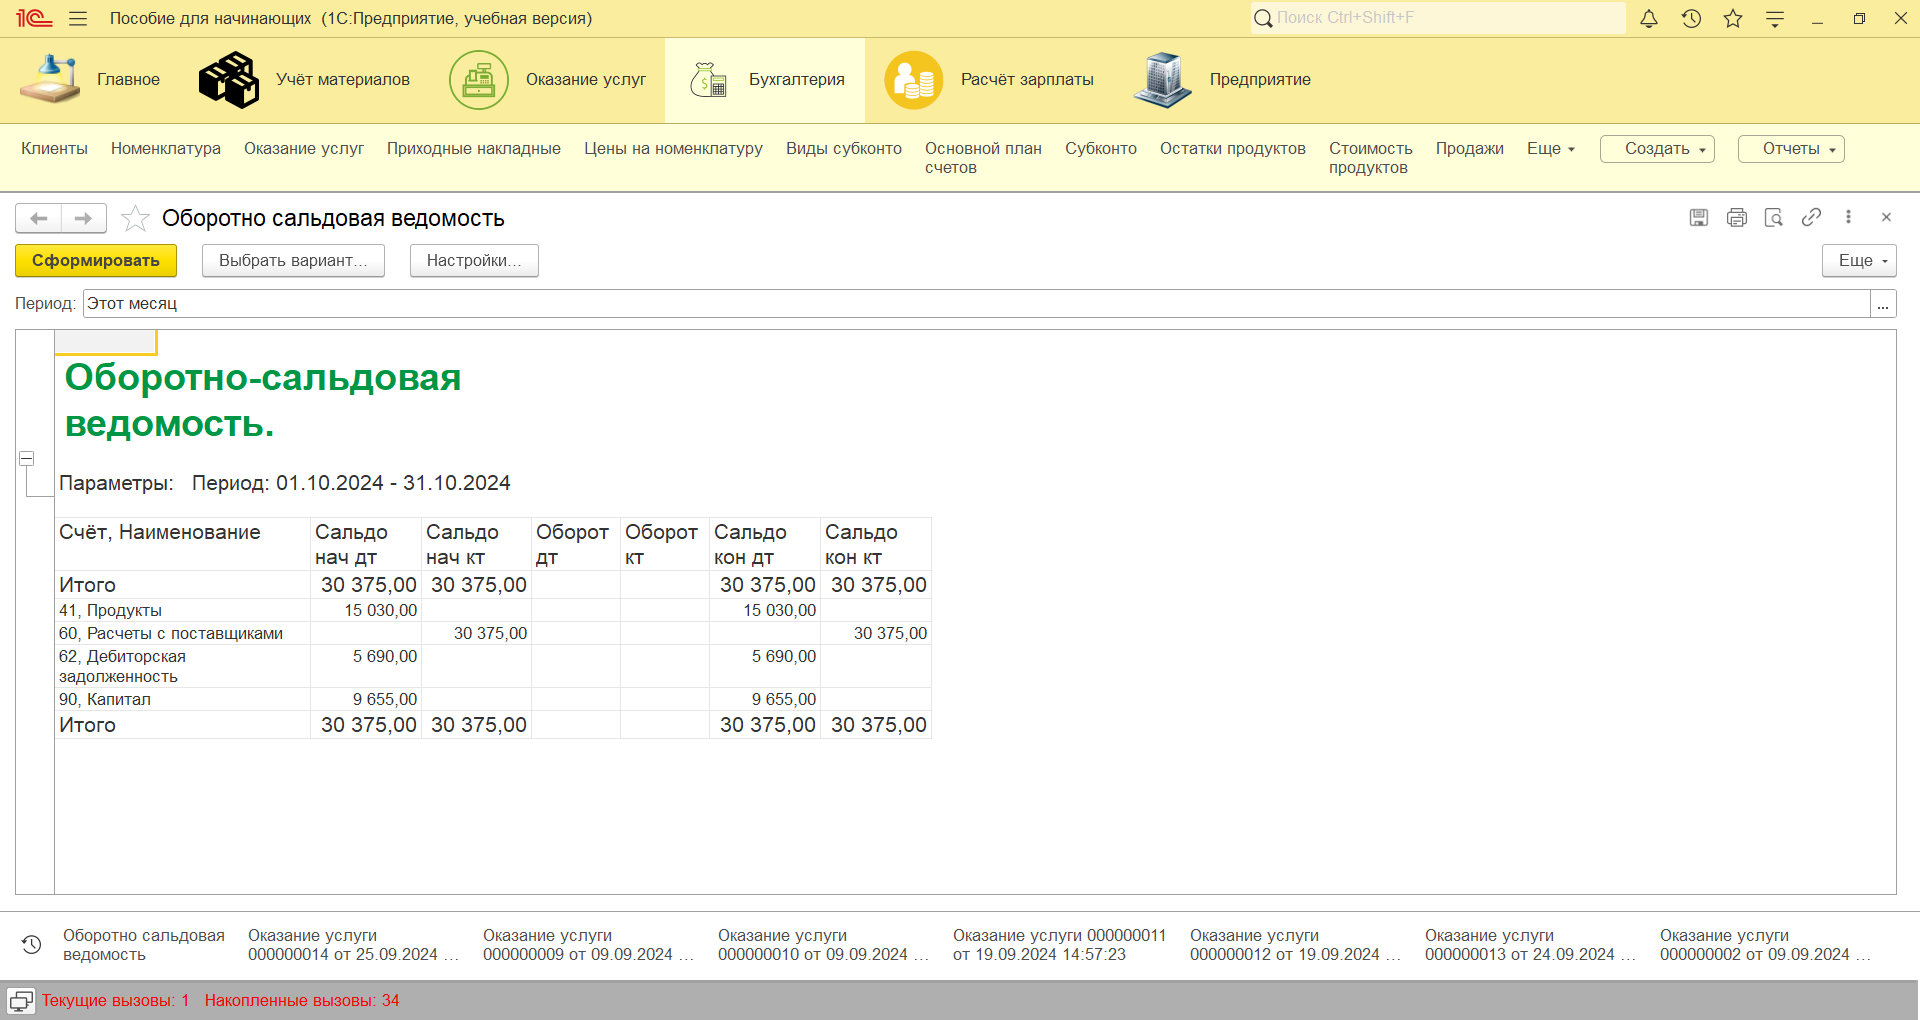 1С Пособие для начинающих (1С:Предприятие, учебная версия) Поиск Ctrl+Shift+F
Главное Учёт материалов Оказание услуг Бухгалтерия Расчёт зарплаты Предприятие
Клиенты Номенклатура Оказание услуг Приходные накладные Цены на номенклатуру Виды субконто Основной план счетов Субконто Остатки продуктов Стоимость продуктов Продажи Еще Создать Отчеты
Оборотно сальдовая ведомость
Сформировать Выбрать вариант... Настройки... Еще
Период: Этот месяц ...
Оборотно-сальдовая
ведомость.
Параметры: Период: 01.10.2024 - 31.10.2024
Счёт, Наименование Сальдо нач дт Сальдо нач кт Оборот дт Оборот кт Сальдо кон дт Сальдо кон кт
Итого 30 375,00 30 375,00 30 375,00 30 375,00
41, Продукты 15 030,00 15 030,00
60, Расчеты с поставщиками 30 375,00 30 375,00
62, Дебиторская задолженность 5 690,00 5 690,00
90, Капитал 9 655,00 9 655,00
Итого 30 375,00 30 375,00 30 375,00 30 375,00
Оборотно сальдовая ведомость
Оказание услуги 000000014 от 25.09.2024 ...
Оказание услуги 000000009 от 09.09.2024 ...
Оказание услуги 000000010 от 09.09.2024 ...
Оказание услуги 000000011 от 19.09.2024 14:57:23
Оказание услуги 000000012 от 19.09.2024 ...
Оказание услуги 000000013 от 24.09.2024 ...
Оказание услуги 000000002 от 09.09.2024 ...
Текущие вызовы: 1 Накопленные вызовы: 34